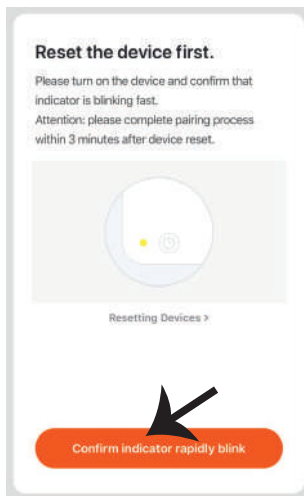 Reset the device first.
Please turn on the device and confirm that
indicator is blinking fast.
Attention: please complete pairing process
within 3 minutes after device reset.
Resetting Devices >
Confirm indicator rapidly blink